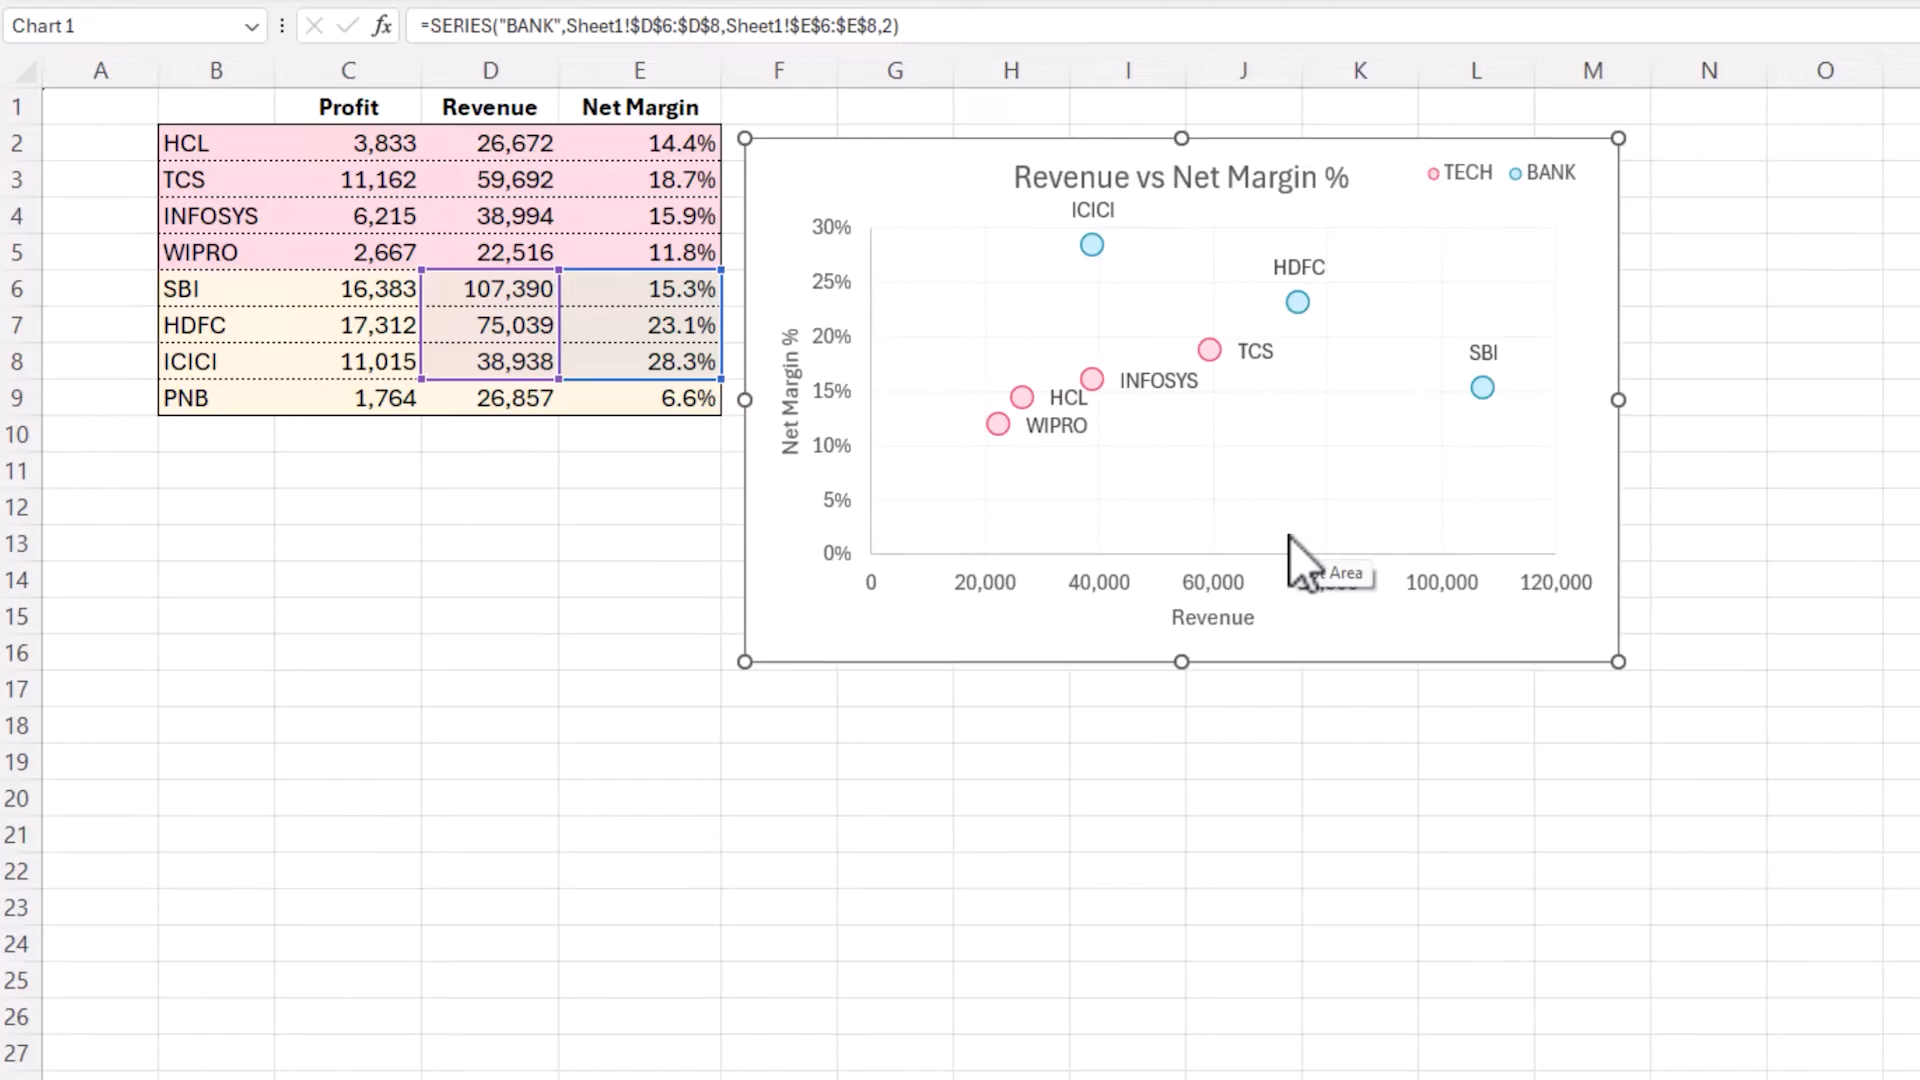 Chart 1
fx
=SERIES("BANK",Sheet1!$D$6:$D$8,Sheet1!$E$6:$E$8,2)
A B C D E F G H I J K L M N O
1 Profit Revenue Net Margin
2 HCL 3,833 26,672 14.4%
3 TCS 11,162 59,692 18.7%
4 INFOSYS 6,215 38,994 15.9%
5 WIPRO 2,667 22,516 11.8%
6 SBI 16,383 107,390 15.3%
7 HDFC 17,312 75,039 23.1%
8 ICICI 11,015 38,938 28.3%
9 PNB 1,764 26,857 6.6%
10
11
12
13
14
15
16
17
18
19
20
21
22
23
24
25
26
27
Revenue vs Net Margin %
TECH BANK
ICICI
30%
HDFC
25%
20%
TCS
SBI
INFOSYS
15%
HCL
WIPRO
10%
5%
0%
Net Margin %
Area
0 20,000 40,000 60,000 100,000 120,000
Revenue